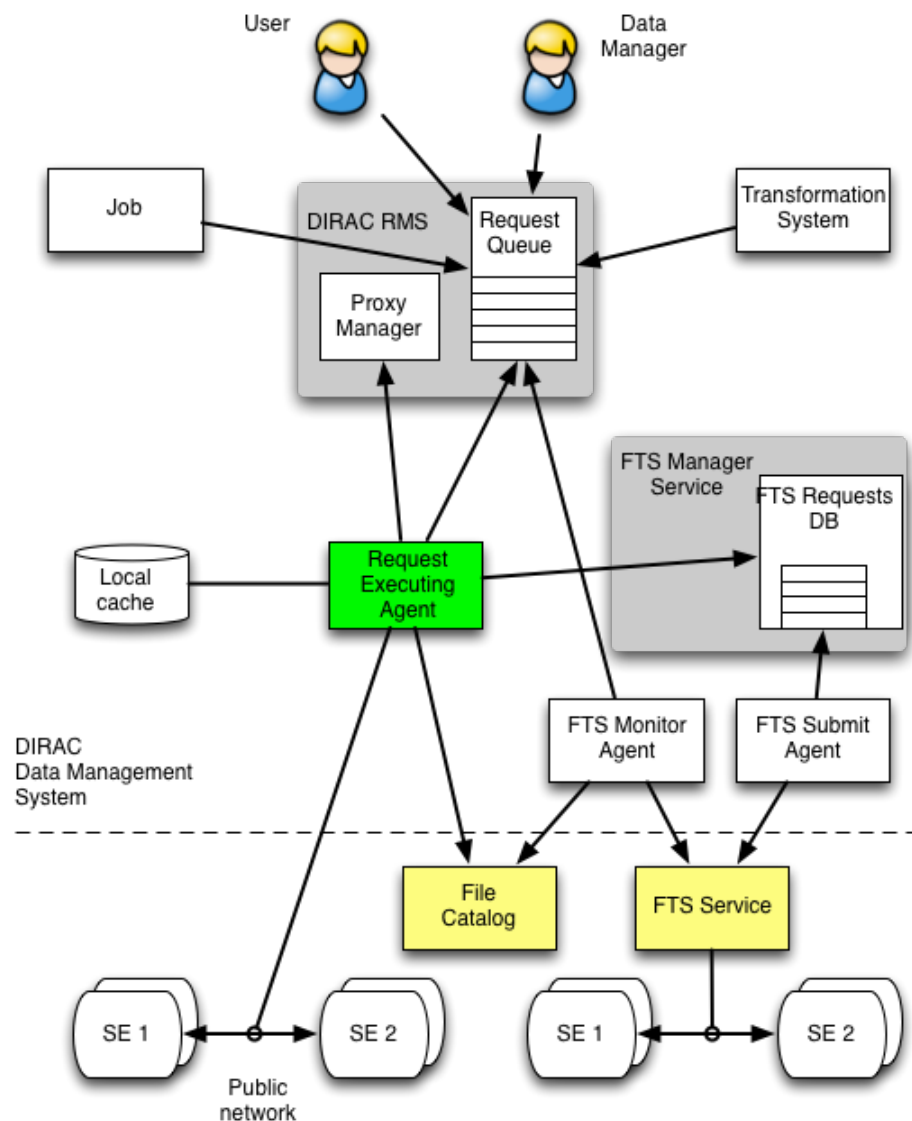 User
Data
Manager
Job
DIRAC RMS
Request
Queue
Transformation
System
Proxy
Manager
FTS Manager
Service
FTS Requests
DB
Local
cache
Request
Executing
Agent
FTS Monitor
Agent
FTS Submit
Agent
DIRAC
Data Management
System
File
Catalog
FTS Service
SE 1
SE 2
SE 1
SE 2
Public
network